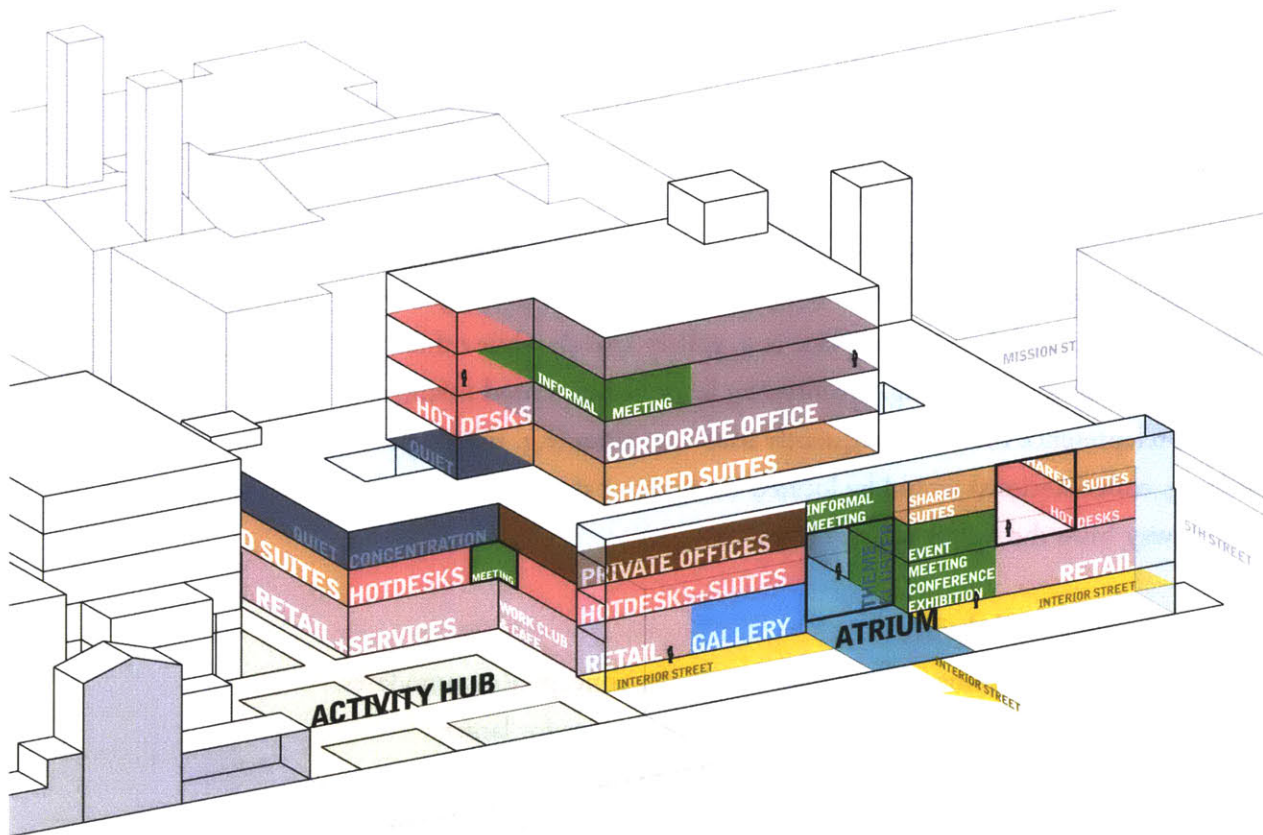 MISSION ST
HOT DESKS
INFORMAL
MEETING
CORPORATE OFFICE
QUIET
SHARED SUITES
5TH STREET
QUIET
CONCENTRATION
D SUITES
HOTDESKS
MEETING
RETAIL+SERVICES
WORK CLUB
& CAFE
PRIVATE OFFICES
HOTDESKS+SUITES
RETAIL
GALLERY
INTERIOR STREET
INFORMAL
MEETING
SHARED
SUITES
EVENT
MEETING
CONFERENCE
EXHIBITION
SHARED SUITES
HOT DESKS
RETAIL
INTERIOR STREET
ATRIUM
INTERIOR STREET
ACTIVITY HUB